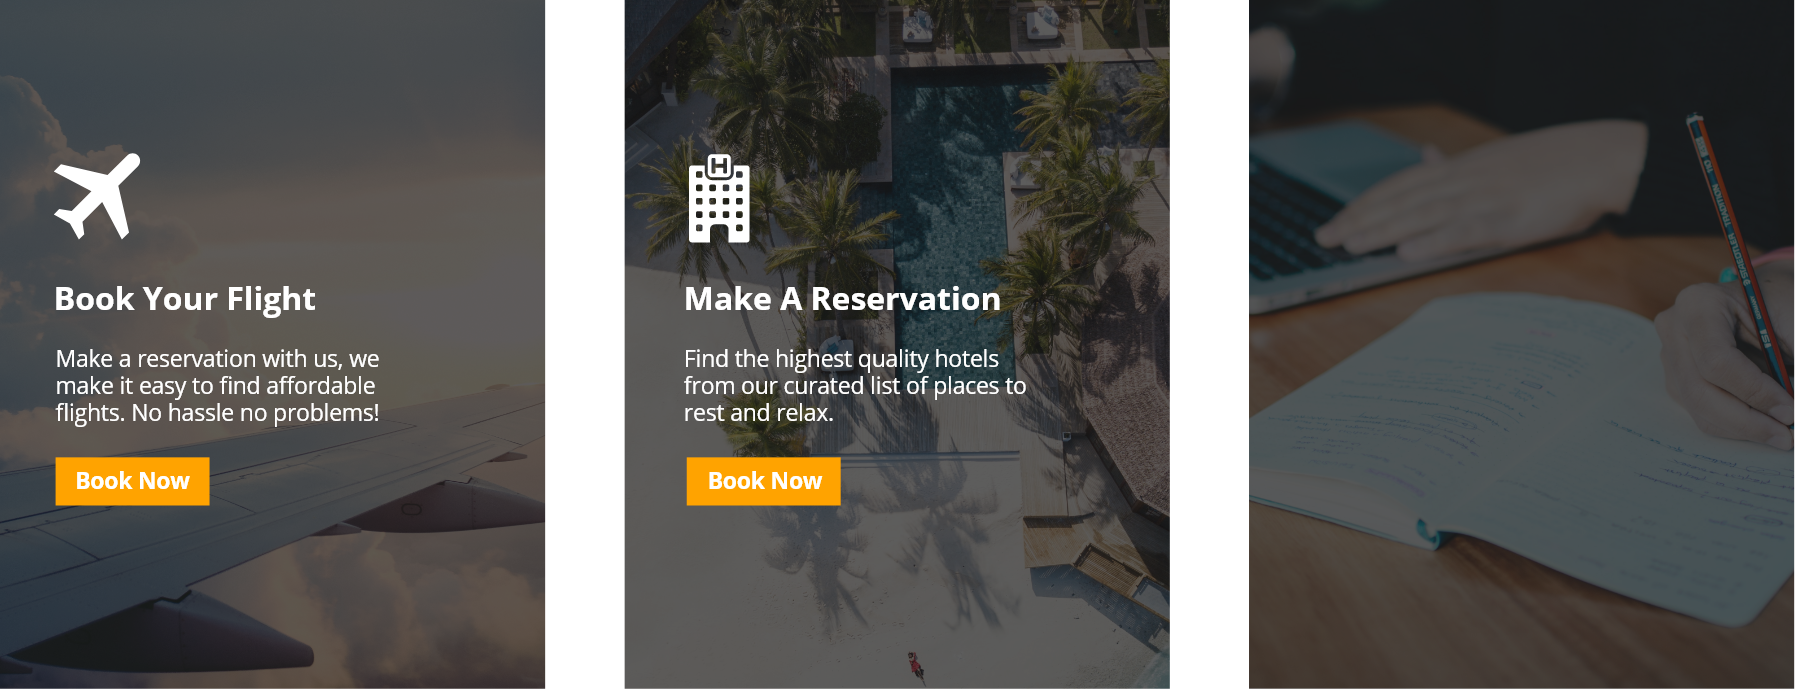 Book Your Flight
Make a reservation with us, we
make it easy to find affordable
flights. No hassle no problems!
Book Now
H
Make A Reservation
Find the highest quality hotels
from our curated list of places to
rest and relax.
Book Now
STAEDTLER TRADITION